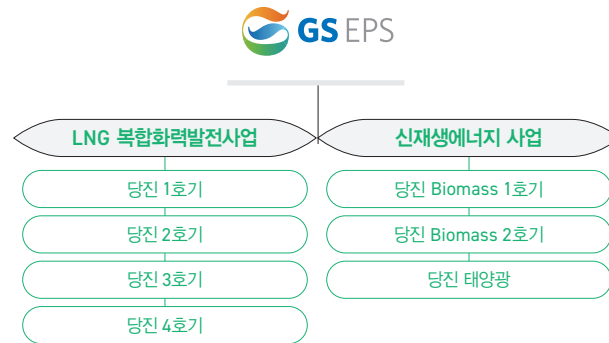 GS EPS
LNG 복합화력발전사업
당진 1호기
당진 2호기
당진 3호기
당진 4호기
신재생에너지 사업
당진 Biomass 1호기
당진 Biomass 2호기
당진 태양광